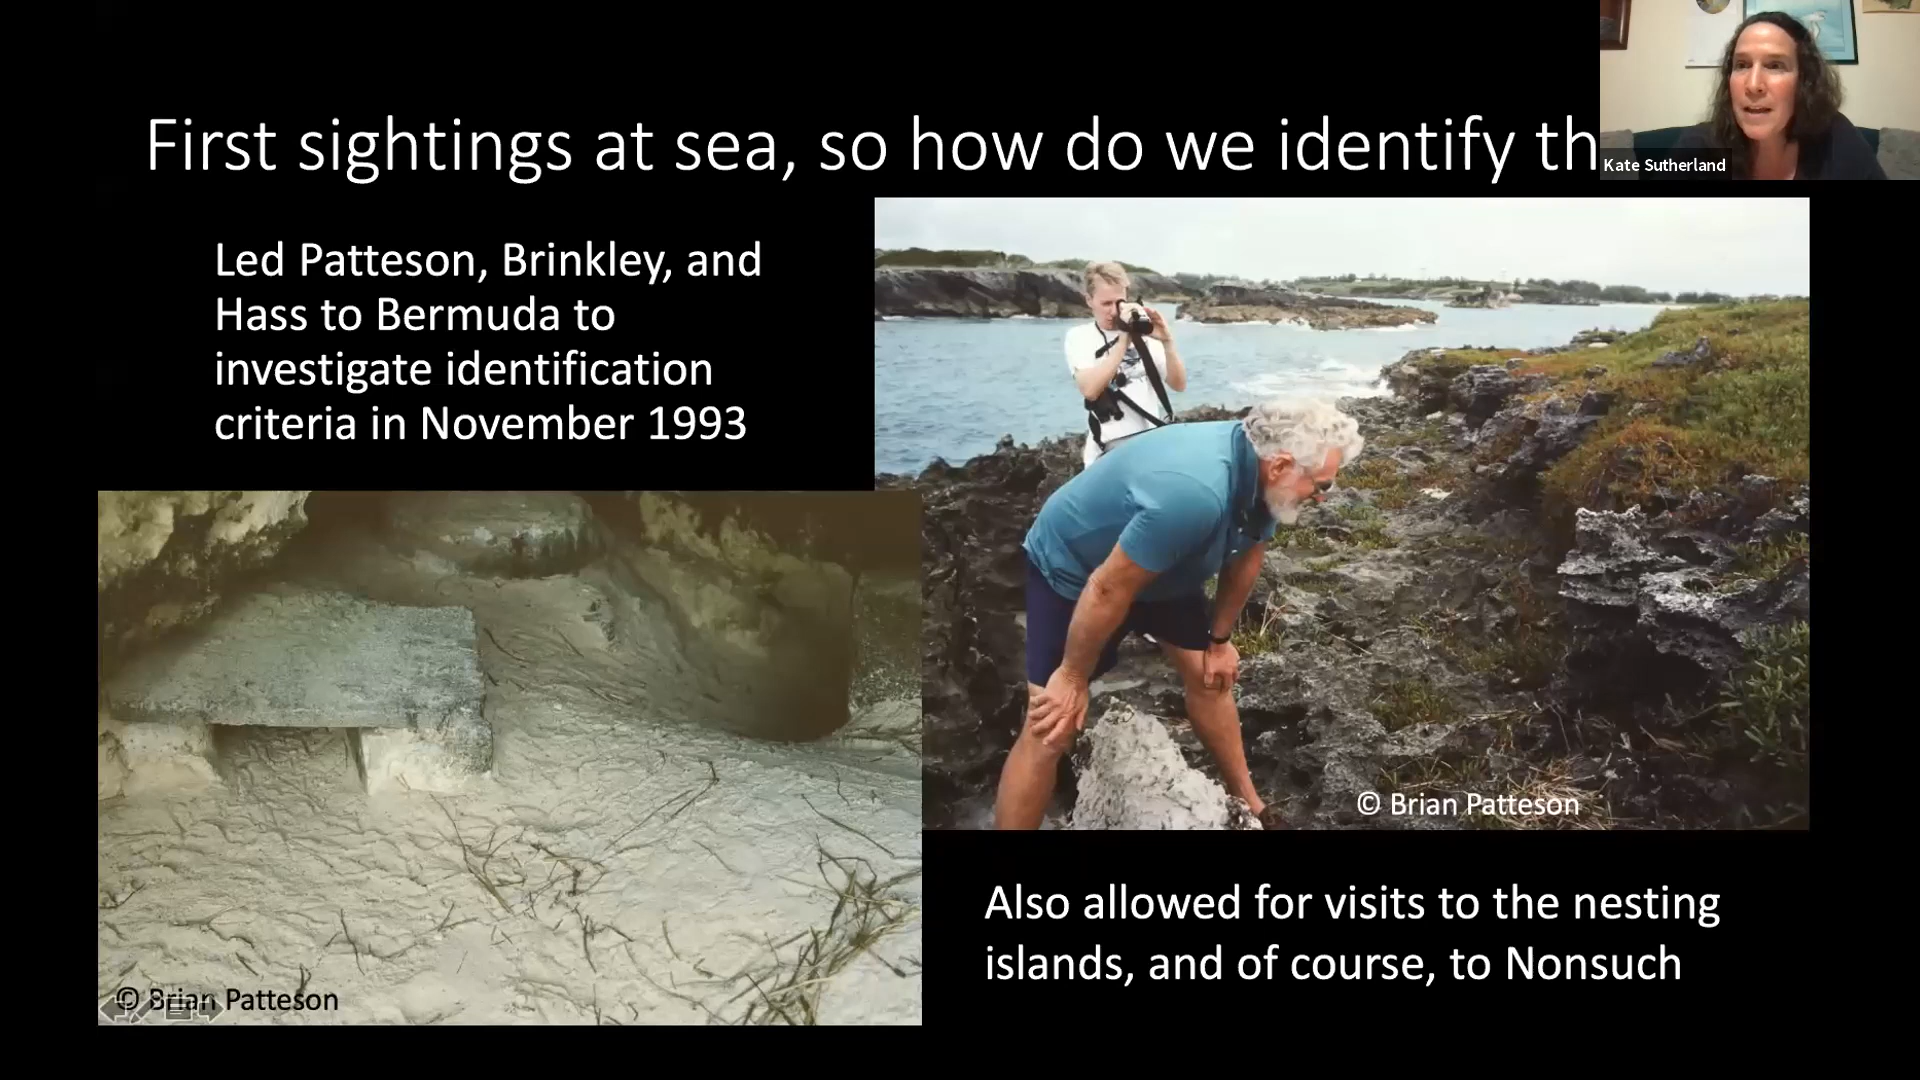 First sightings at sea, so how do we identify th
Kate Sutherland
Led Patteson, Brinkley, and
Hass to Bermuda to
investigate identification
criteria in November 1993
© Brian Patteson
© Brian Patteson
Also allowed for visits to the nesting
islands, and of course, to Nonsuch